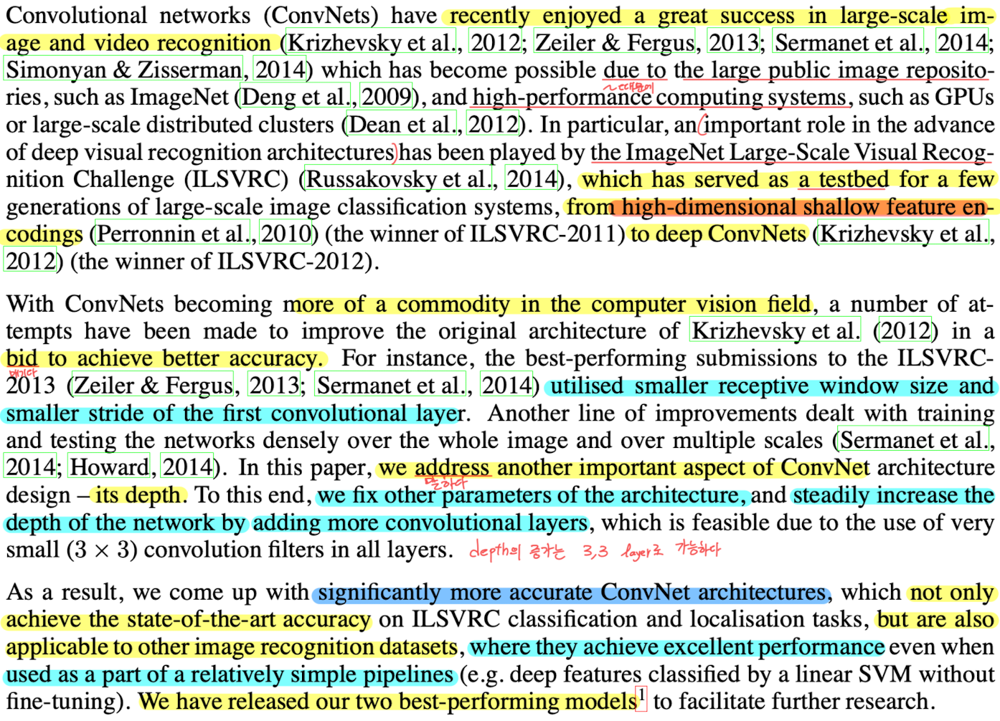 Convolutional networks (ConvNets) have recently enjoyed a great success in large-scale im-
age and video recognition (Krizhevsky et al., 2012; Zeiler & Fergus, 2013; Sermanet et al., 2014;
Simonyan & Zisserman, 2014) which has become possible due to the large public image reposito-
~때문에
ries, such as ImageNet (Deng et al., 2009), and high-performance computing systems, such as GPUs
or large-scale distributed clusters (Dean et al., 2012). In particular, an (important role in the advance
of deep visual recognition architectures) has been played by the ImageNet Large-Scale Visual Recog-
nition Challenge (ILSVRC) (Russakovsky et al., 2014), which has served as a testbed for a few
generations of large-scale image classification systems, from high-dimensional shallow feature en-
codings (Perronnin et al., 2010) (the winner of ILSVRC-2011) to deep ConvNets (Krizhevsky et al.,
2012) (the winner of ILSVRC-2012).
With ConvNets becoming more of a commodity in the computer vision field, a number of at-
tempts have been made to improve the original architecture of Krizhevsky et al. (2012) in a
bid to achieve better accuracy. For instance, the best-performing submissions to the ILSVRC-
매기다
2013 (Zeiler & Fergus, 2013; Sermanet et al., 2014) utilised smaller receptive window size and
smaller stride of the first convolutional layer. Another line of improvements dealt with training
and testing the networks densely over the whole image and over multiple scales (Sermanet et al.,
2014; Howard, 2014). In this paper, we address another important aspect of ConvNet architecture
말하다
design – its depth. To this end, we fix other parameters of the architecture, and steadily increase the
depth of the network by adding more convolutional layers, which is feasible due to the use of very
small (3 × 3) convolution filters in all layers. depth의 증가는 3,3 layer로 가능하다
As a result, we come up with significantly more accurate ConvNet architectures, which not only
achieve the state-of-the-art accuracy on ILSVRC classification and localisation tasks, but are also
applicable to other image recognition datasets, where they achieve excellent performance even when
used as a part of a relatively simple pipelines (e.g. deep features classified by a linear SVM without
fine-tuning). We have released our two best-performing models1 to facilitate further research.